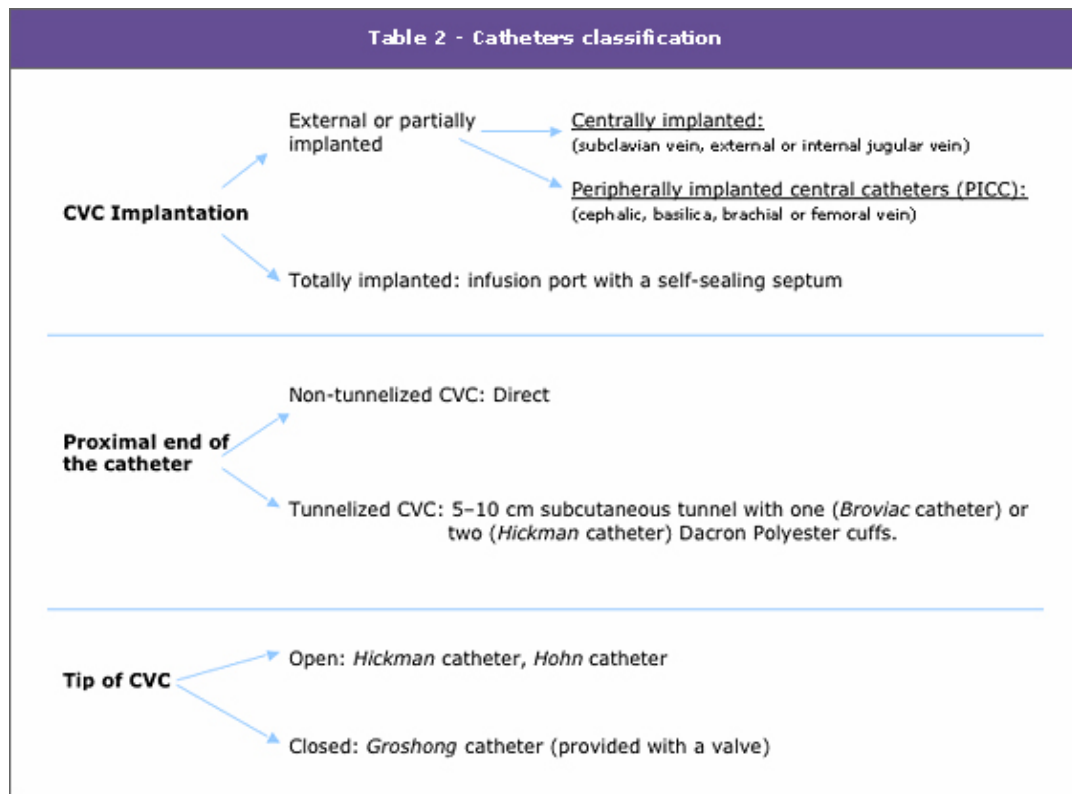 Table 2 - Catheters classification
External or partially
implanted
Centrally implanted:
(subclavian vein, external or internal jugular vein)
Peripherally implanted central catheters (PICC):
(cephalic, basilica, brachial or femoral vein)
CVC Implantation
Totally implanted: infusion port with a self-sealing septum
Non-tunnelized CVC: Direct
Proximal end of
the catheter
Tunnelized CVC: 5–10 cm subcutaneous tunnel with one (Broviac catheter) or
two (Hickman catheter) Dacron Polyester cuffs.
Open: Hickman catheter, Hohn catheter
Tip of CVC
Closed: Groshong catheter (provided with a valve)